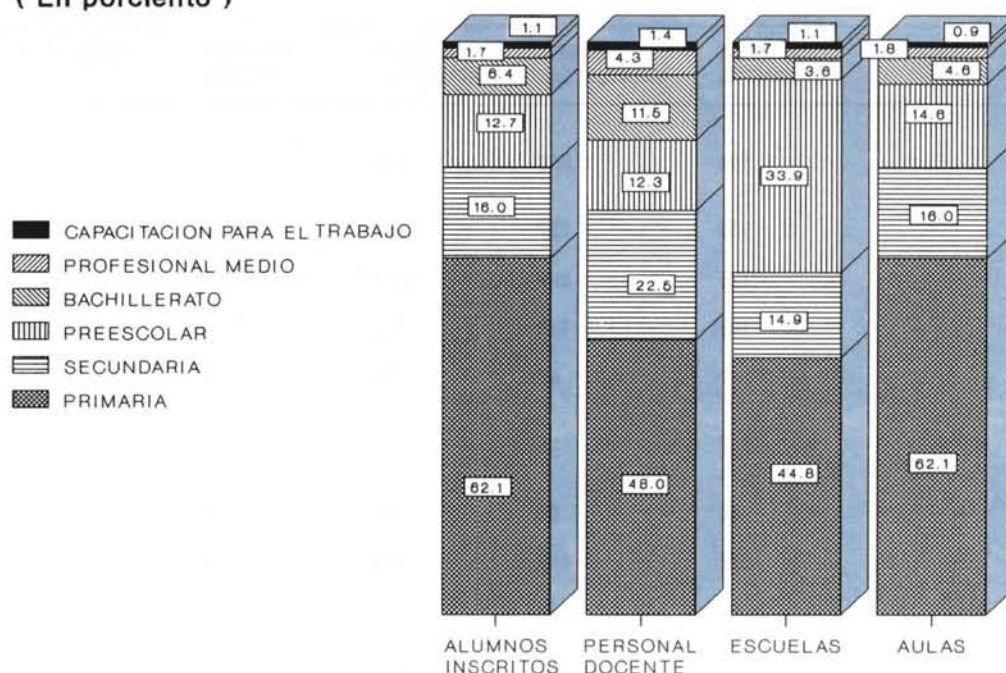 ( En porciento )
1.1
1.7
6.4
12.7
16.0
62.1
1.4
4.3
11.5
12.3
22.5
48.0
1.1
1.7
3.6
33.9
14.9
44.8
0.9
1.8
4.6
14.6
16.0
62.1
CAPACITACION PARA EL TRABAJO
PROFESIONAL MEDIO
BACHILLERATO
PREESCOLAR
SECUNDARIA
PRIMARIA
ALUMNOS
INSCRITOS
PERSONAL
DOCENTE
ESCUELAS
AULAS